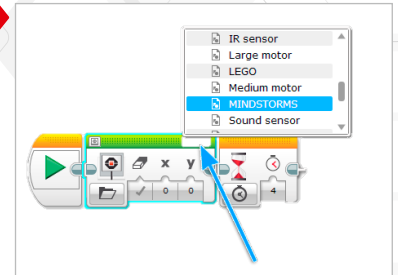 IR sensor
Large motor
LEGO
Medium motor
MINDSTORMS
Sound sensor
x y
0 0 4